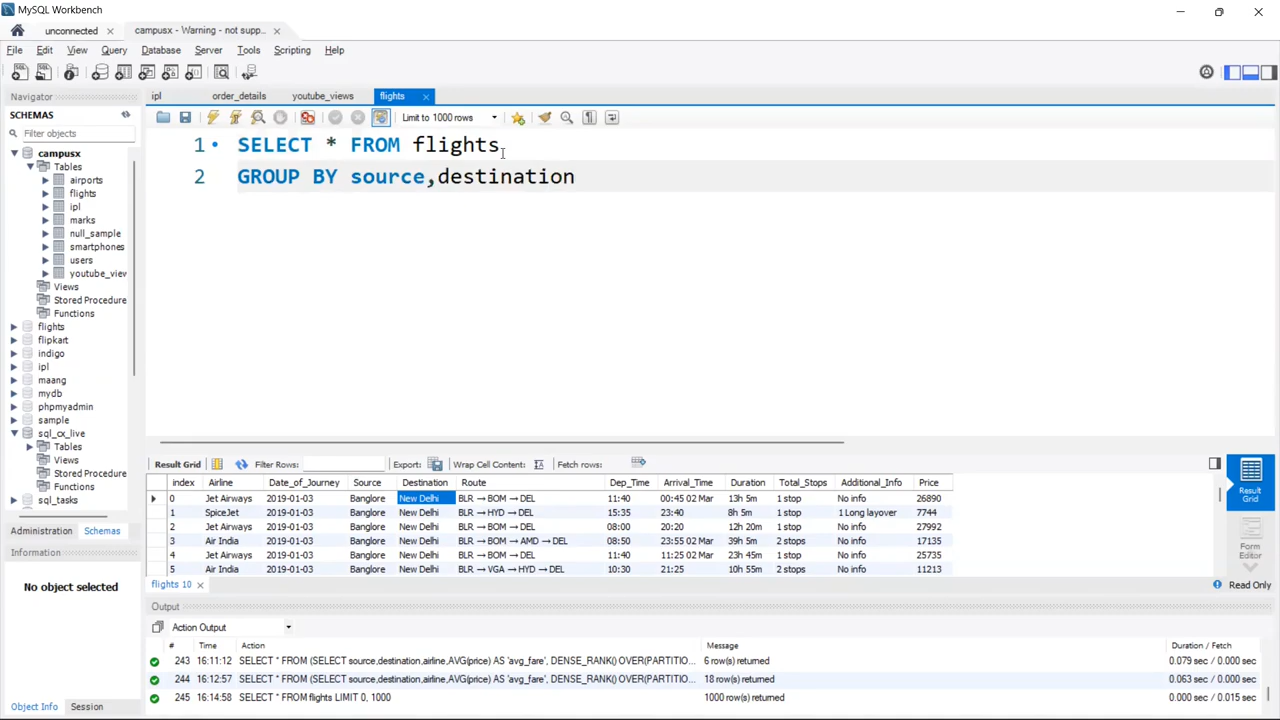 MySQL Workbench
unconnected
campusx - Warning - not supp...
File Edit View Query Database Server Tools Scripting Help
Navigator
ipl order_details youtube_views flights
SCHEMAS
Filter objects
Limit to 1000 rows
campusx
Tables
airports
flights
ipl
marks
null_sample
smartphones
users
youtube_view
Views
Stored Procedure
Functions
flights
flipkart
indigo
ipl
maang
mydb
phpmyadmin
sample
sql_cx_live
Tables
Views
Stored Procedure
Functions
sql_tasks
Administration Schemas
Information
No object selected
Object Info Session
1 SELECT * FROM flights
2 GROUP BY source,destination
Result Grid Filter Rows: Export: Wrap Cell Content: Fetch rows:
index Airline Date_of_Journey Source Destination Route Dep_Time Arrival_Time Duration Total_Stops Additional_Info Price
0 Jet Airways 2019-01-03 Banglore New Delhi BLR → BOM → DEL 11:40 00:45 02 Mar 13h 5m 1 stop No info 26890
1 SpiceJet 2019-01-03 Banglore New Delhi BLR → HYD → DEL 15:35 23:40 8h 5m 1 stop 1 Long layover 7744
2 Jet Airways 2019-01-03 Banglore New Delhi BLR → BOM → DEL 08:00 20:20 12h 20m 1 stop No info 27992
3 Air India 2019-01-03 Banglore New Delhi BLR → BOM → AMD → DEL 08:50 23:55 02 Mar 39h 5m 2 stops No info 17135
4 Jet Airways 2019-01-03 Banglore New Delhi BLR → BOM → DEL 11:40 11:25 02 Mar 23h 45m 1 stop No info 25735
5 Air India 2019-01-03 Banglore New Delhi BLR → VGA → HYD → DEL 10:30 21:25 10h 55m 2 stops No info 11213
Result Grid
Form Editor
flights 10
Read Only
Output
Action Output
# Time Action Message Duration / Fetch
243 16:11:12 SELECT * FROM (SELECT source,destination,airline,AVG(price) AS 'avg_fare', DENSE_RANK() OVER(PARTITIO... 6 row(s) returned 0.079 sec / 0.000 sec
244 16:12:57 SELECT * FROM (SELECT source,destination,airline,AVG(price) AS 'avg_fare', DENSE_RANK() OVER(PARTITIO... 18 row(s) returned 0.063 sec / 0.000 sec
245 16:14:58 SELECT * FROM flights LIMIT 0, 1000 1000 row(s) returned 0.000 sec / 0.015 sec